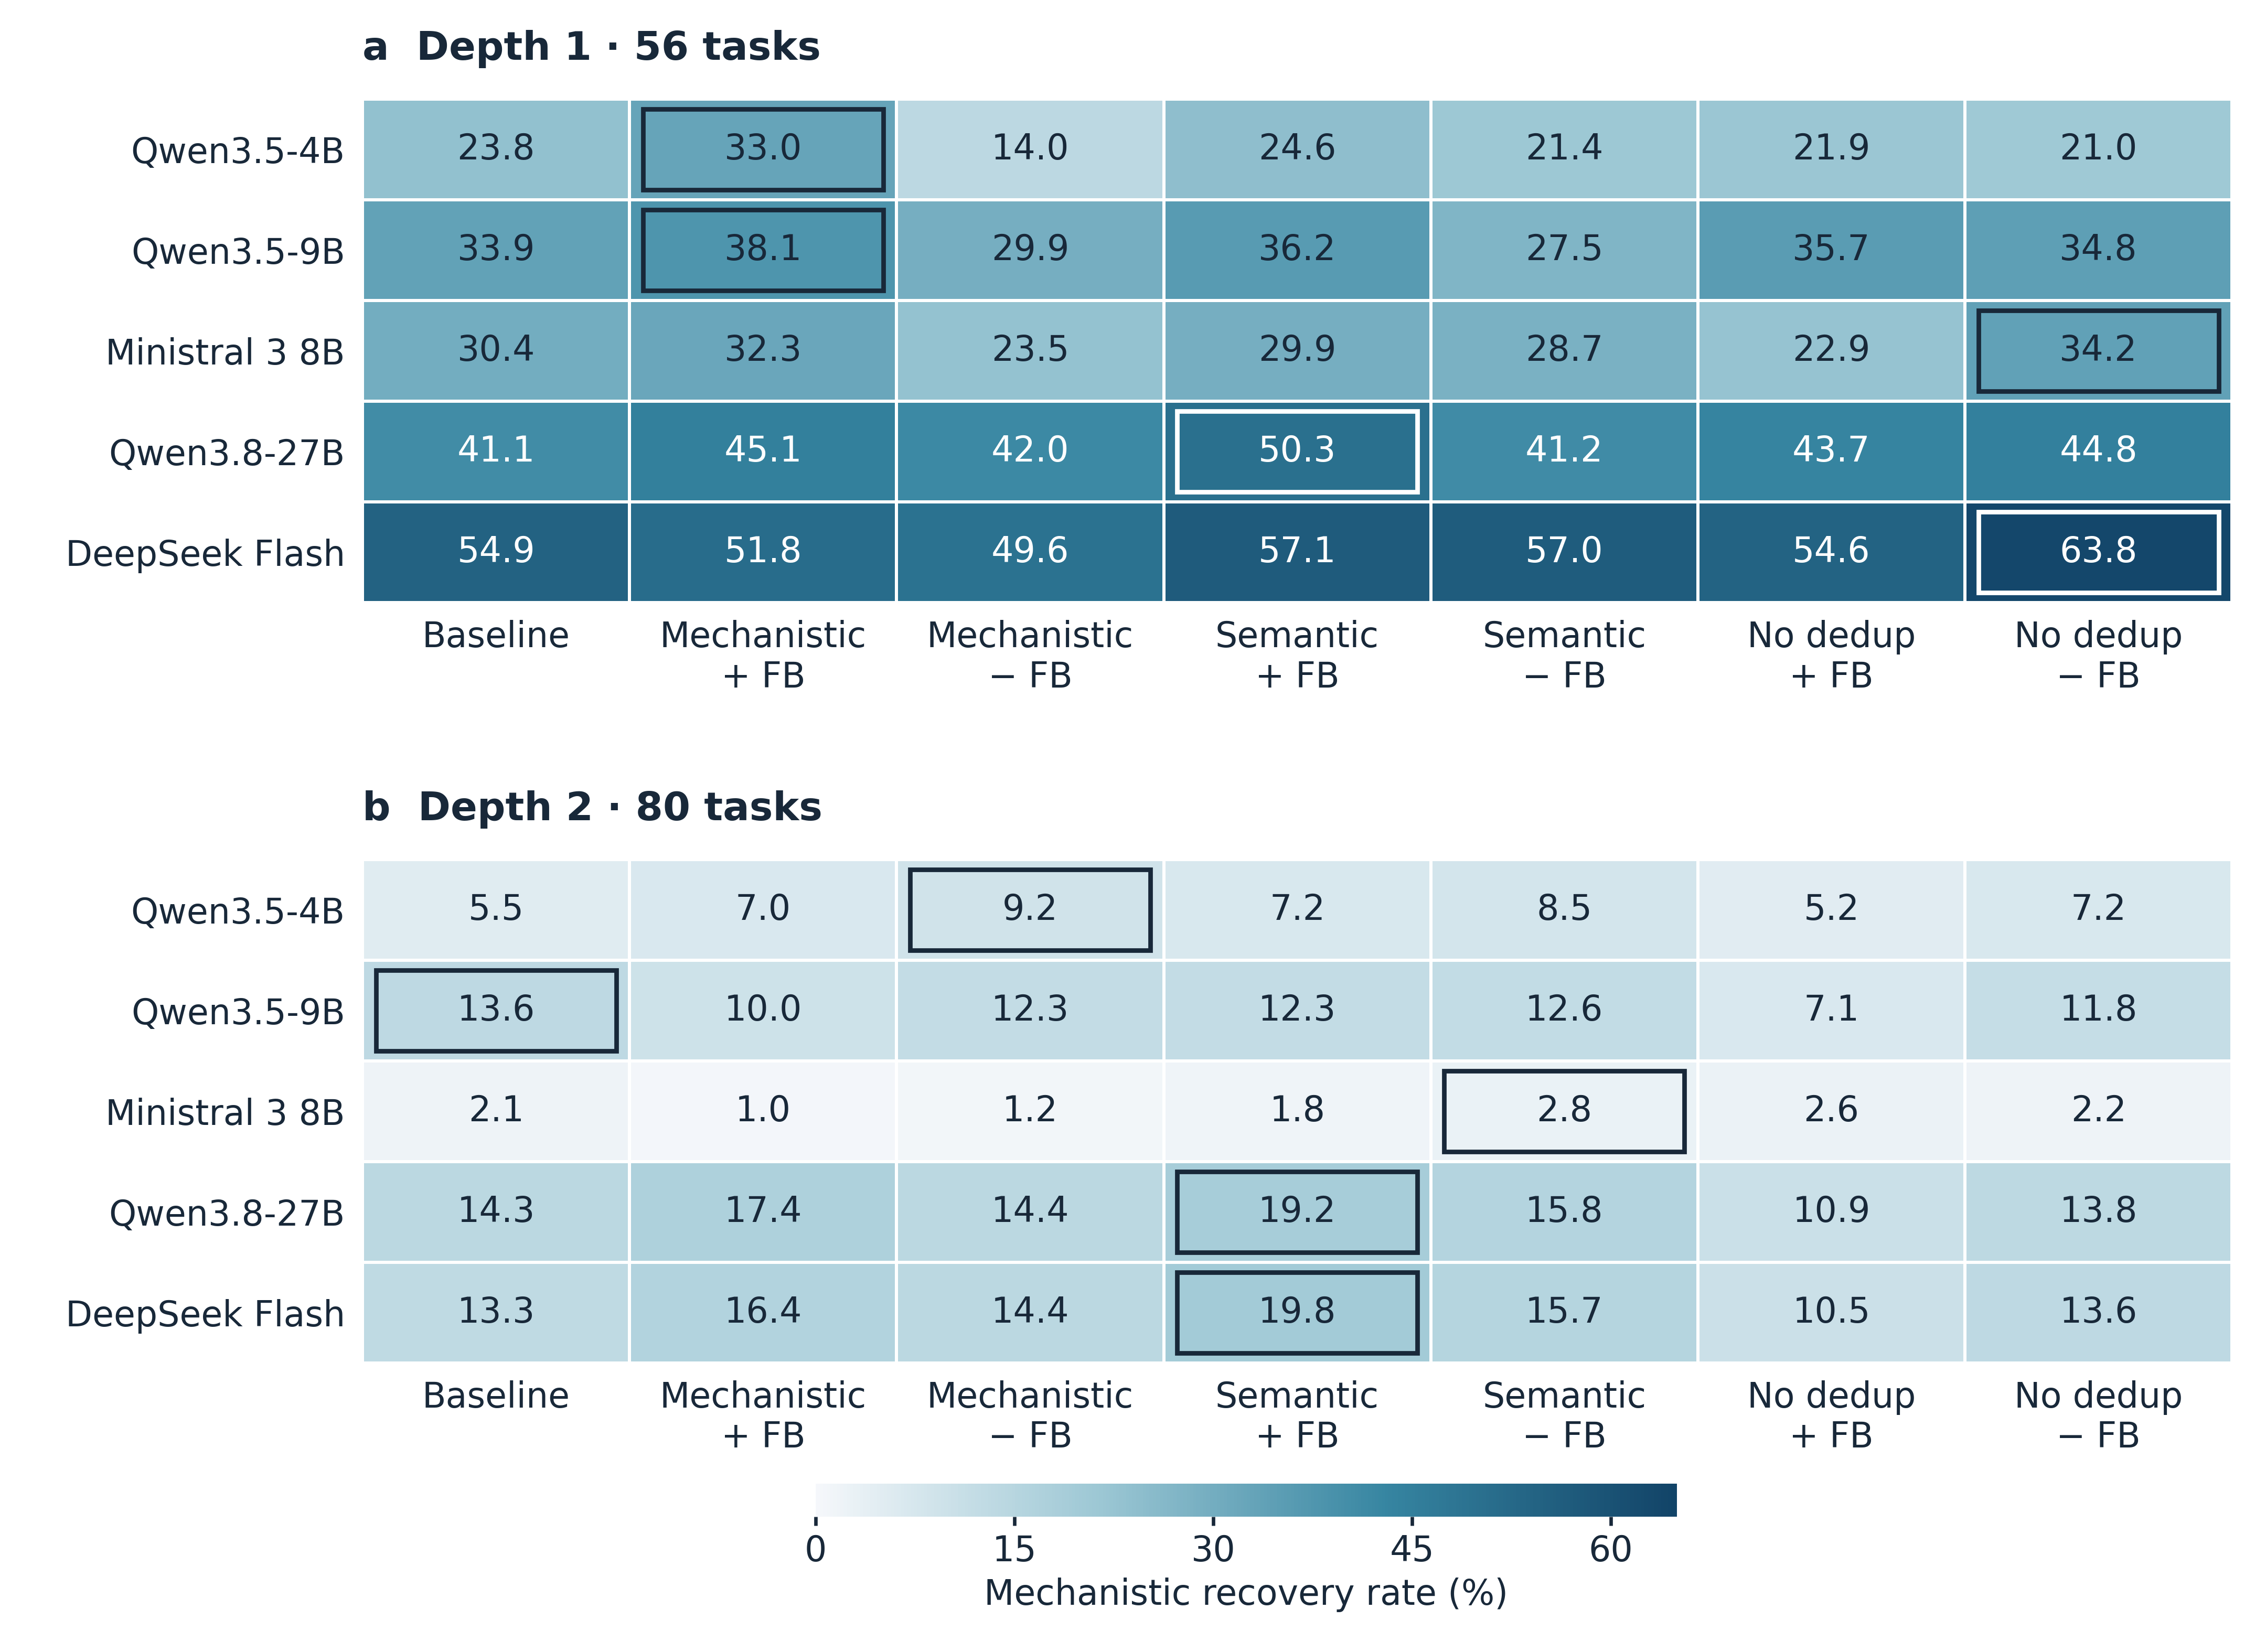 a Depth 1 · 56 tasks
Qwen3.5-4B 23.8 33.0 14.0 24.6 21.4 21.9 21.0
Qwen3.5-9B 33.9 38.1 29.9 36.2 27.5 35.7 34.8
Ministral 3 8B 30.4 32.3 23.5 29.9 28.7 22.9 34.2
Qwen3.8-27B 41.1 45.1 42.0 50.3 41.2 43.7 44.8
DeepSeek Flash 54.9 51.8 49.6 57.1 57.0 54.6 63.8
Baseline Mechanistic Mechanistic Semantic Semantic No dedup No dedup
+ FB − FB + FB − FB + FB − FB
b Depth 2 · 80 tasks
Qwen3.5-4B 5.5 7.0 9.2 7.2 8.5 5.2 7.2
Qwen3.5-9B 13.6 10.0 12.3 12.3 12.6 7.1 11.8
Ministral 3 8B 2.1 1.0 1.2 1.8 2.8 2.6 2.2
Qwen3.8-27B 14.3 17.4 14.4 19.2 15.8 10.9 13.8
DeepSeek Flash 13.3 16.4 14.4 19.8 15.7 10.5 13.6
Baseline Mechanistic Mechanistic Semantic Semantic No dedup No dedup
+ FB − FB + FB − FB + FB − FB
0 15 30 45 60
Mechanistic recovery rate (%)